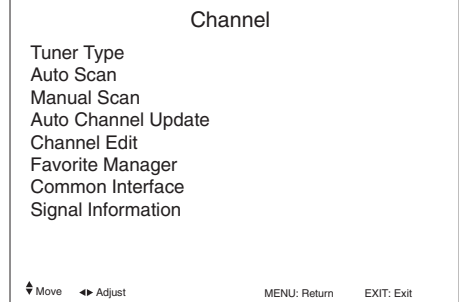 Channel
Tuner Type
Auto Scan
Manual Scan
Auto Channel Update
Channel Edit
Favorite Manager
Common Interface
Signal Information
Move Adjust MENU: Return EXIT: Exit